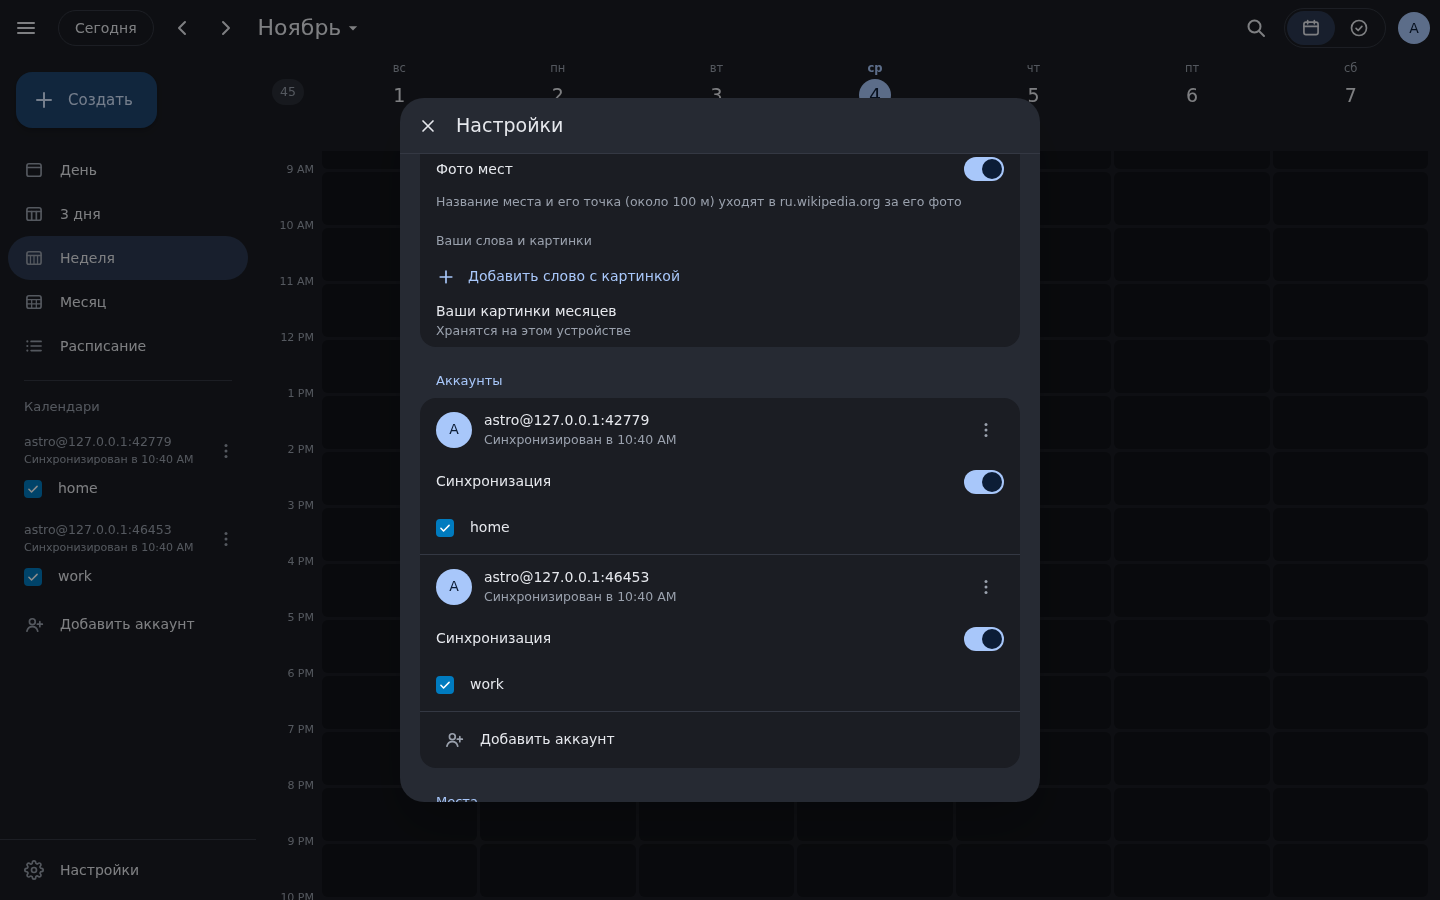 Сегодня
Ноябрь
A
Создать
День
3 дня
Неделя
Месяц
Расписание
Календари
astro@127.0.0.1:42779
Синхронизирован в 10:40 AM
home
astro@127.0.0.1:46453
Синхронизирован в 10:40 AM
work
Добавить аккаунт
Настройки
45
вс
пн
вт
ср
чт
пт
сб
1
2
3
4
5
6
7
9 AM
10 AM
11 AM
12 PM
1 PM
2 PM
3 PM
4 PM
5 PM
6 PM
7 PM
8 PM
9 PM
10 PM
Настройки
Фото мест
Название места и его точка (около 100 м) уходят в ru.wikipedia.org за его фото
Ваши слова и картинки
Добавить слово с картинкой
Ваши картинки месяцев
Хранятся на этом устройстве
Аккаунты
A
astro@127.0.0.1:42779
Синхронизирован в 10:40 AM
Синхронизация
home
A
astro@127.0.0.1:46453
Синхронизирован в 10:40 AM
Синхронизация
work
Добавить аккаунт
Места